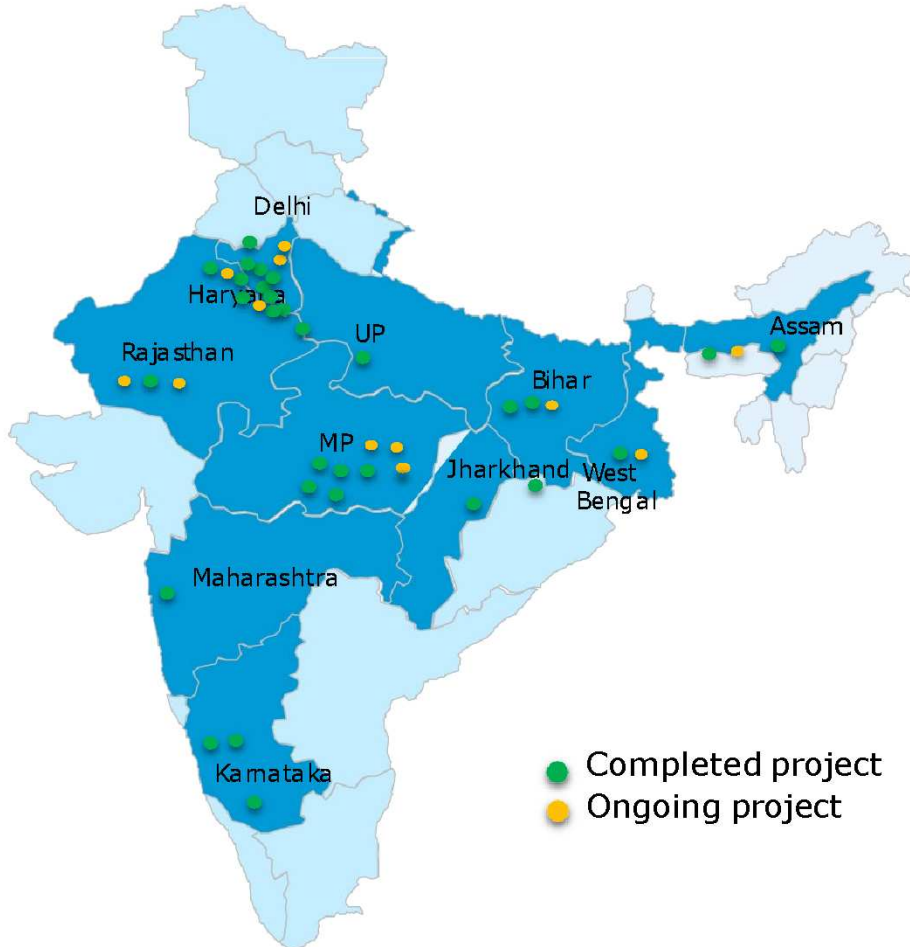 Delhi
Haryana
UP
Rajasthan
Assam
Bihar
MP
Jharkhand
West
Bengal
Maharashtra
Karnataka
Completed project
Ongoing project